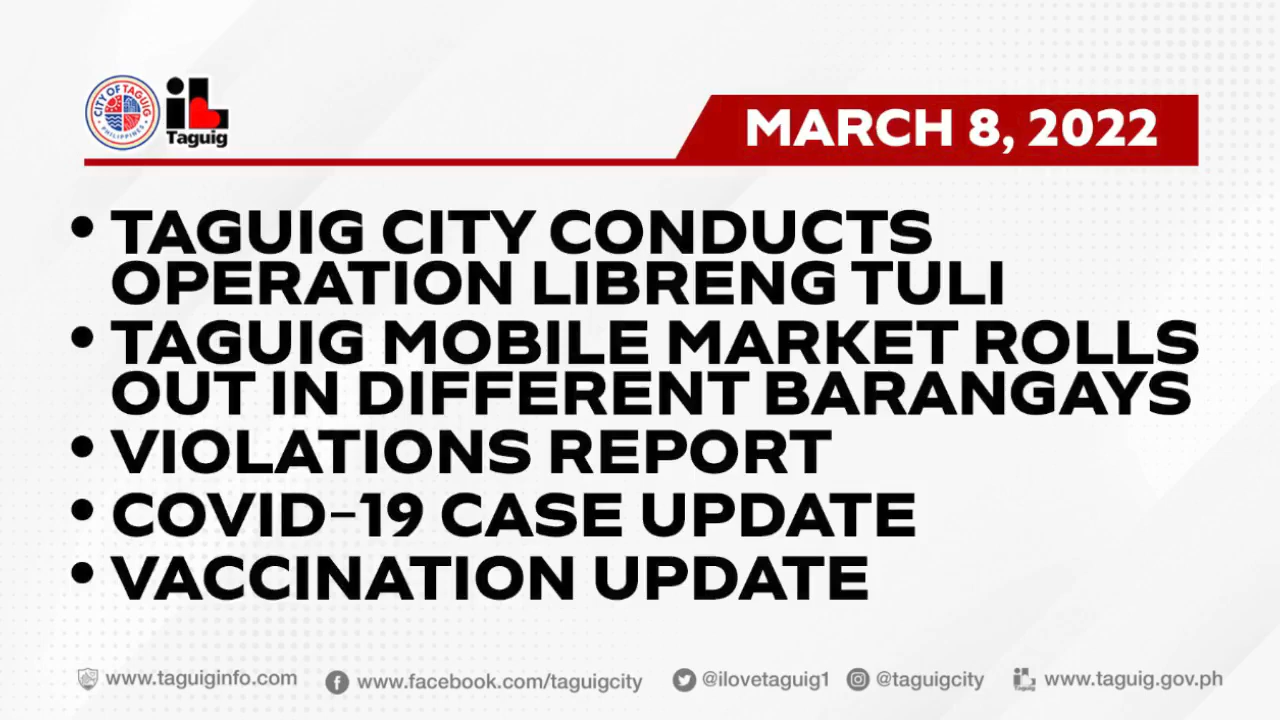 CITY OF TAGUIG
PHILIPPINES
iL
Taguig
MARCH 8, 2022
• TAGUIG CITY CONDUCTS
OPERATION LIBRENG TULI
• TAGUIG MOBILE MARKET ROLLS
OUT IN DIFFERENT BARANGAYS
• VIOLATIONS REPORT
• COVID-19 CASE UPDATE
• VACCINATION UPDATE
www.taguiginfo.com
www.facebook.com/taguigcity
@ilovetaguig1
@taguigcity
www.taguig.gov.ph